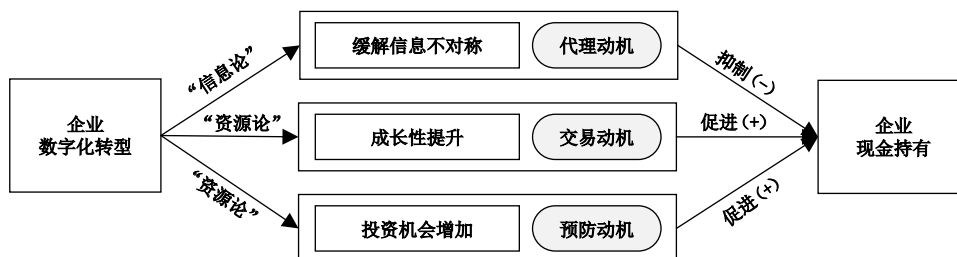 企业
数字化转型
“信息论”
“资源论”
“资源论”
缓解信息不对称
代理动机
成长性提升
交易动机
投资机会增加
预防动机
抑制(-)
促进(+)
促进(+)
企业
现金持有